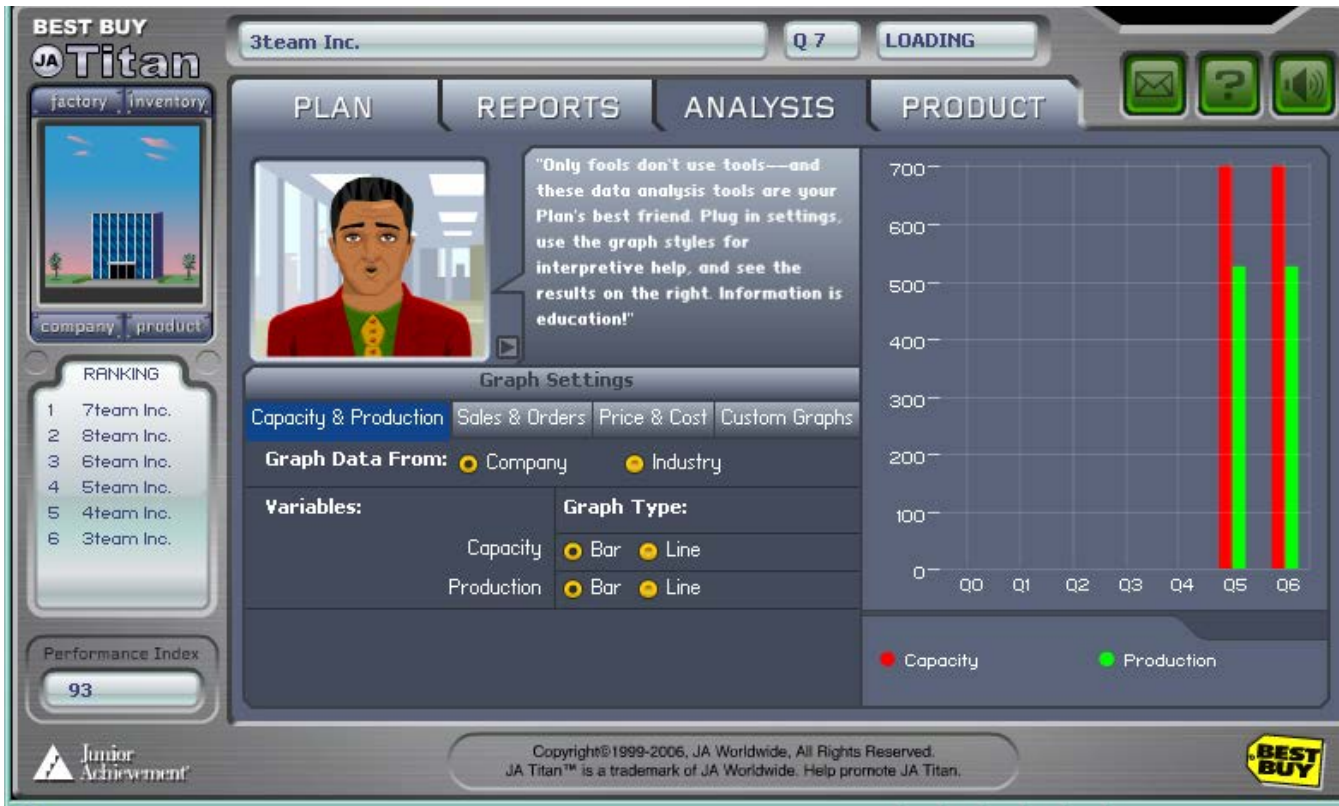 BEST BUY
JA Titan
3team Inc.
Q 7
LOADING
factory inventory
PLAN
REPORTS
ANALYSIS
PRODUCT
?
"Only fools don't use tools--and
these data analysis tools are your
Plan's best friend. Plug in settings,
use the graph styles for
interpretive help, and see the
results on the right. Information is
education!"
company product
RANKING
1 7team Inc.
2 8team Inc.
3 6team Inc.
4 5team Inc.
5 4team Inc.
6 3team Inc.
Performance Index
93
Graph Settings
Capacity & Production Sales & Orders Price & Cost Custom Graphs
Graph Data From: Company Industry
Variables: Graph Type:
Capacity Bar Line
Production Bar Line
700
600
500
400
300
200
100
0
Q0 Q1 Q2 Q3 Q4 Q5 Q6
Capacity Production
Junior
Achievement®
Copyright©1999-2006, JA Worldwide, All Rights Reserved.
JA Titan™ is a trademark of JA Worldwide. Help promote JA Titan.
BEST
BUY